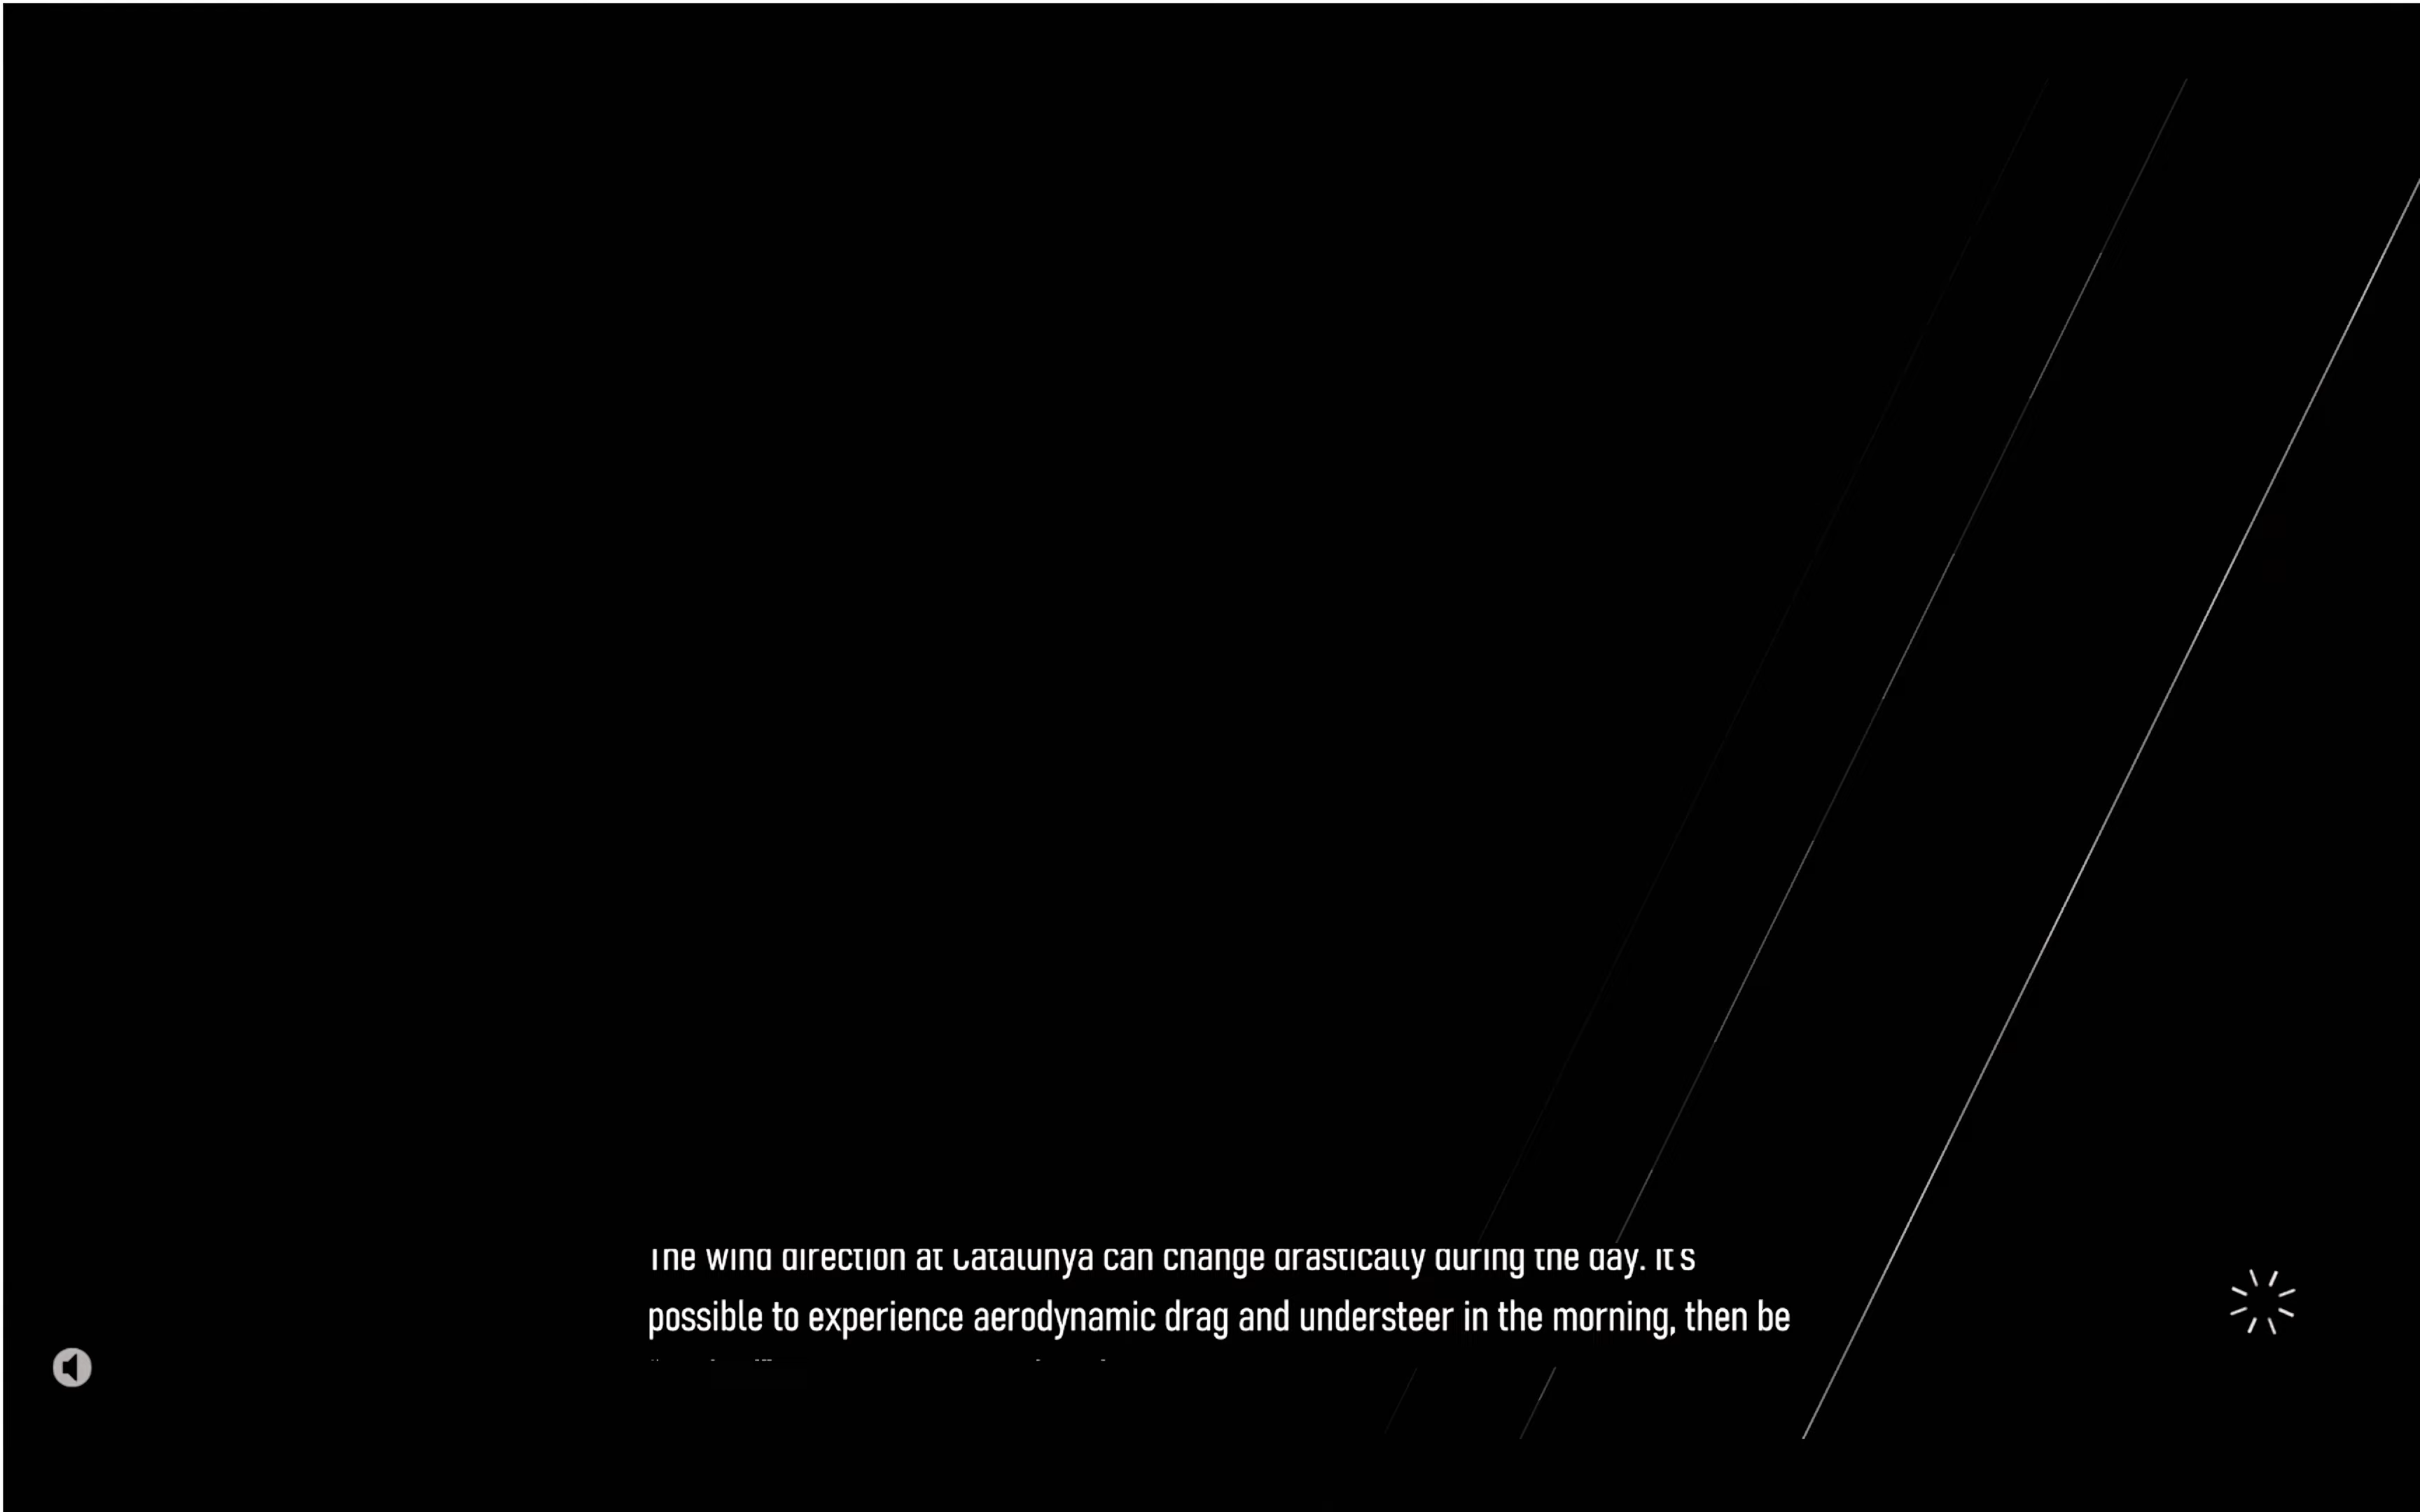 The wind direction at Catalunya can change drastically during the day. It's
possible to experience aerodynamic drag and understeer in the morning, then be